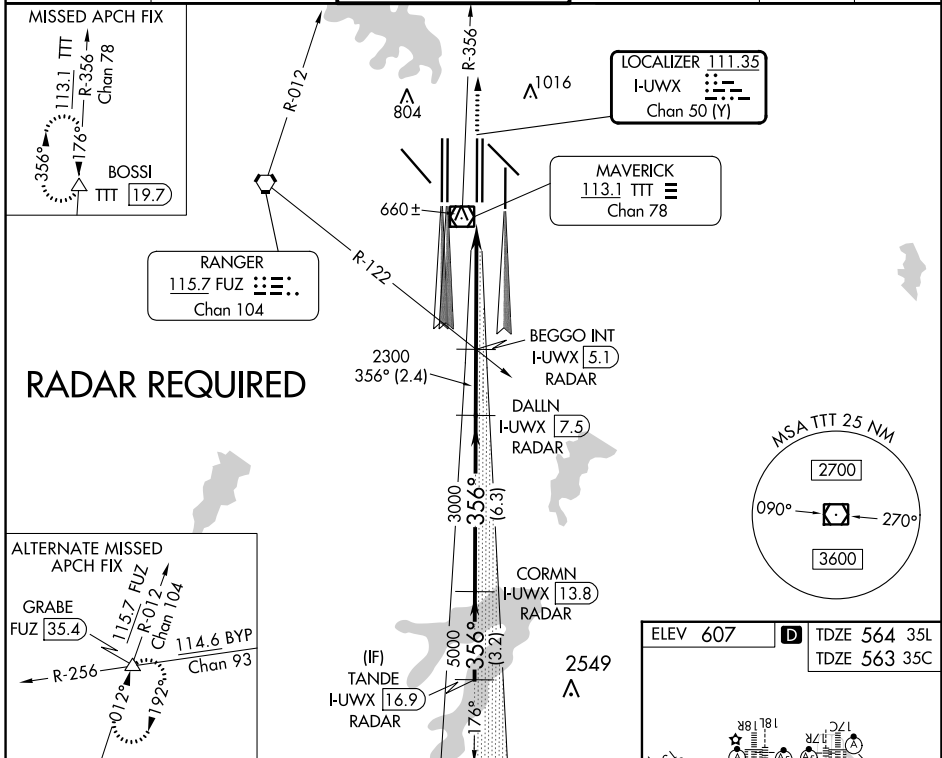 MISSED APCH FIX
113.1 TTT
R-356
Chan 78
356°
176°
BOSSI
TTT 19.7
R-012
R-356
804
1016
LOCALIZER 111.35
I-UWX
Chan 50 (Y)
MAVERICK
113.1 TTT
Chan 78
660±
RANGER
115.7 FUZ
Chan 104
R-122
BEGGO INT
I-UWX 5.1
RADAR
2300
356° (2.4)
RADAR REQUIRED
DALLN
I-UWX 7.5
RADAR
3000
356°
(6.3)
MSA TTT 25 NM
2700
090°
270°
3600
CORMN
I-UWX 13.8
RADAR
5000
356°
(3.2)
(IF)
TANDE
I-UWX 16.9
RADAR
176°
2549
ALTERNATE MISSED
APCH FIX
GRABE
FUZ 35.4
115.7 FUZ
R-012
Chan 104
114.6 BYP
Chan 93
R-256
012°
192°
ELEV 607
D
TDZE 564 35L
TDZE 563 35C
18R
18L
17R
17C